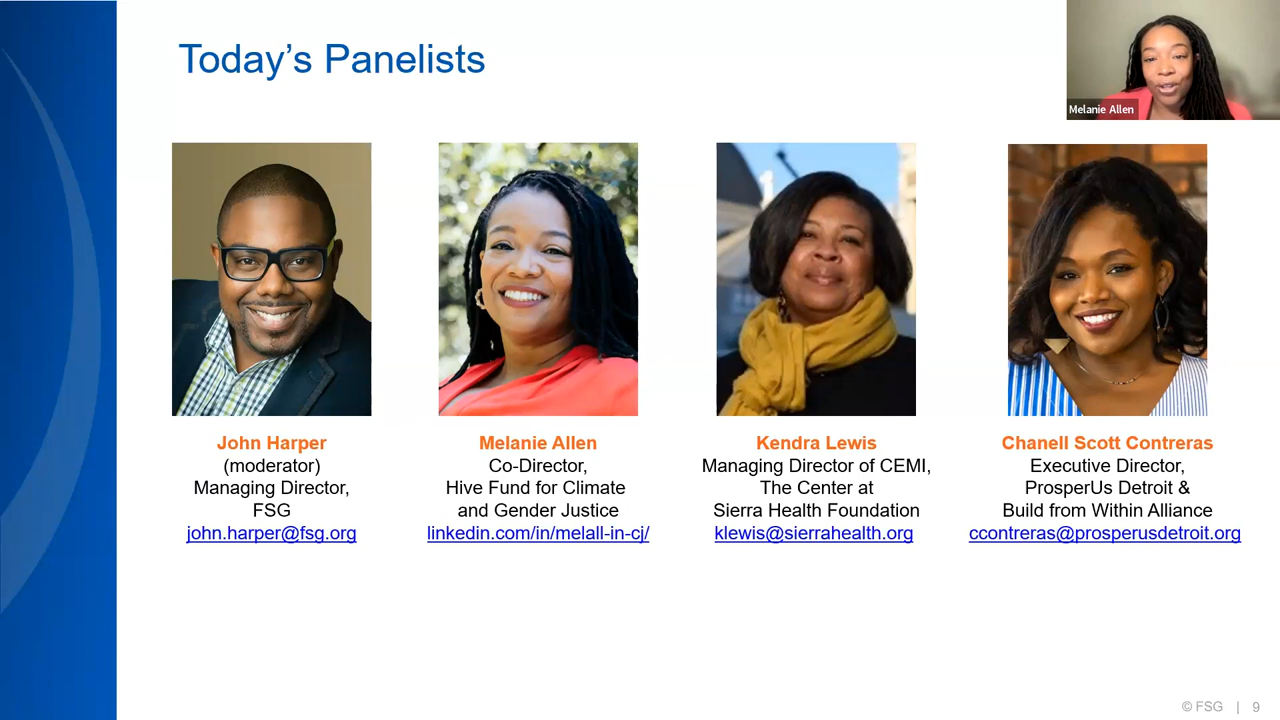 Today's Panelists
Melanie Allen
John Harper
(moderator)
Managing Director,
FSG
john.harper@fsg.org
Melanie Allen
Co-Director,
Hive Fund for Climate
and Gender Justice
linkedin.com/in/melall-in-cj/
Kendra Lewis
Managing Director of CEMI,
The Center at
Sierra Health Foundation
klewis@sierrahealth.org
Chanell Scott Contreras
Executive Director,
ProsperUs Detroit &
Build from Within Alliance
ccontreras@prosperusdetroit.org
© FSG | 9